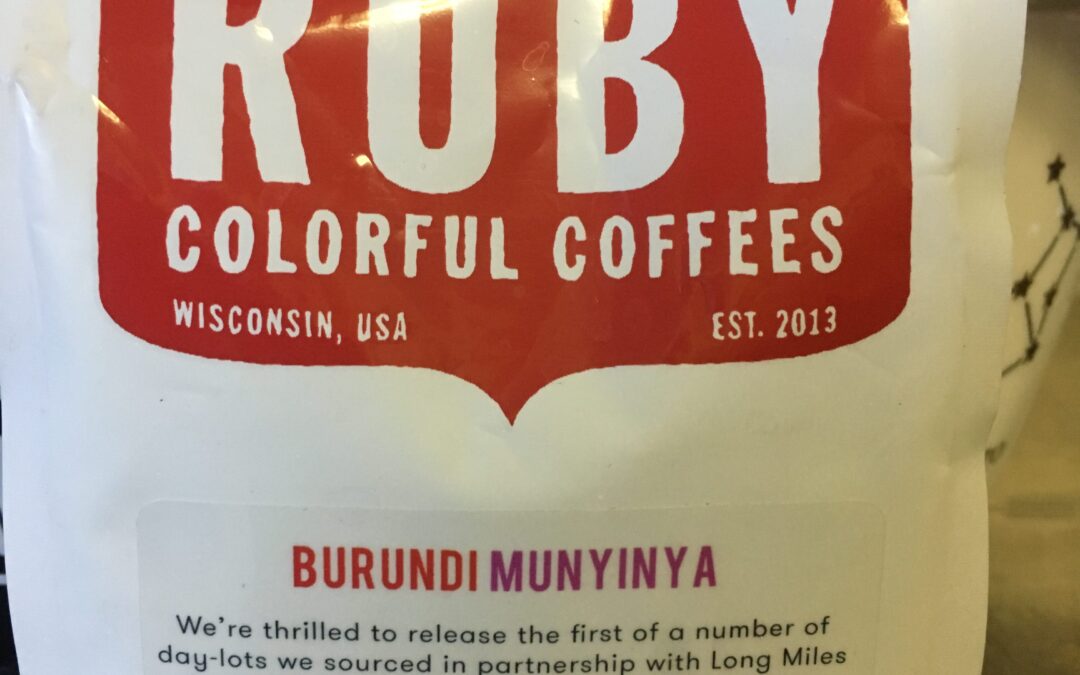 RUBY
COLORFUL COFFEES
WISCONSIN, USA EST. 2013
BURUNDI MUNYINYA
We're thrilled to release the first of a number of
day-lots we sourced in partnership with Long Miles